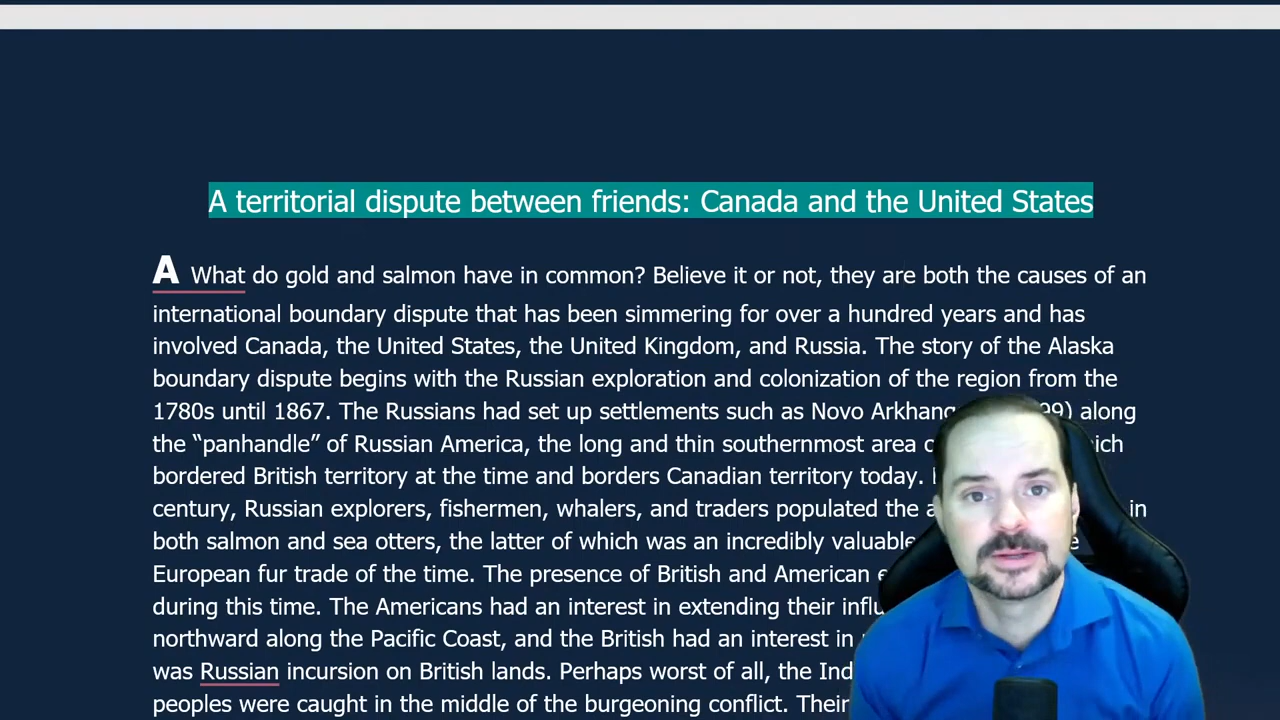 A territorial dispute between friends: Canada and the United States
A What do gold and salmon have in common? Believe it or not, they are both the causes of an
international boundary dispute that has been simmering for over a hundred years and has
involved Canada, the United States, the United Kingdom, and Russia. The story of the Alaska
boundary dispute begins with the Russian exploration and colonization of the region from the
1780s until 1867. The Russians had set up settlements such as Novo 99) along
the “panhandle” of Russian America, the long and thin southernmost area
bordered British territory at the time and borders Canadian territory today.
century, Russian explorers, fishermen, whalers, and traders populated the in
both salmon and sea otters, the latter of which was an incredibly valuable
European fur trade of the time. The presence of British and American
during this time. The Americans had an interest in extending their
northward along the Pacific Coast, and the British had an interest in
was Russian incursion on British lands. Perhaps worst of all, the
peoples were caught in the middle of the burgeoning conflict. Their